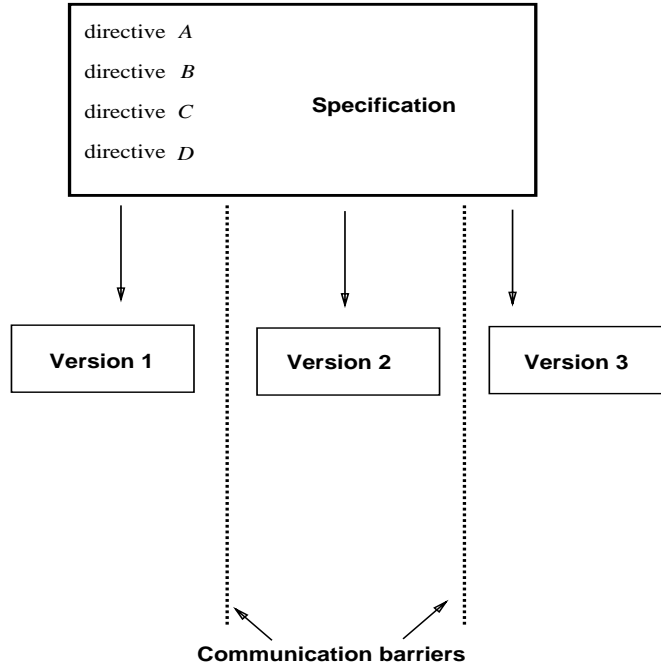 directive A
directive B
directive C
directive D
Specification
Version 1
Version 2
Version 3
Communication barriers